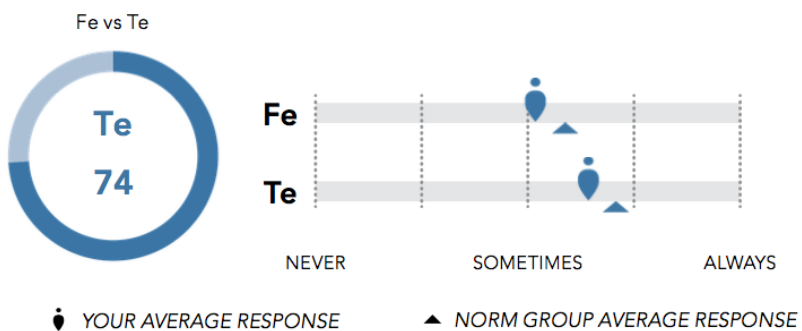 Fe vs Te
Te
74
Fe
Te
NEVER SOMETIMES ALWAYS
YOUR AVERAGE RESPONSE NORM GROUP AVERAGE RESPONSE